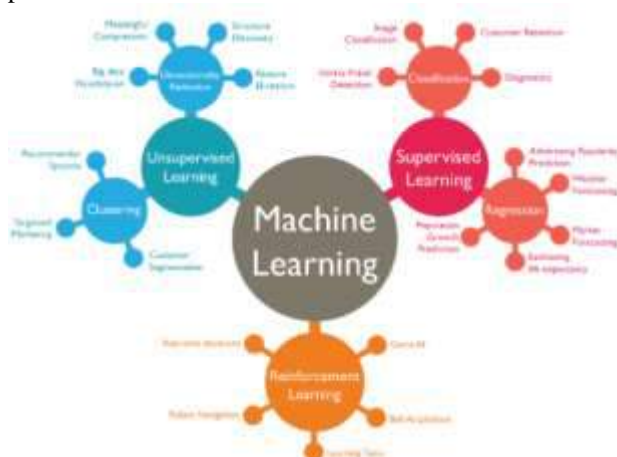 Meaningful
Compression
Structure
Discovery
Big data
Visualisation
Dimensionality
Reduction
Feature
Elicitation
Image
Classification
Customer Retention
Fraud
Detection
Classification
Diagnostics
Unsupervised
Learning
Supervised
Learning
Recommender
Systems
Clustering
Targeted
Marketing
Customer
Segmentation
Machine
Learning
Advertising Popularity
Prediction
Weather
Forecasting
Regression
Population
Growth
Prediction
Market
Forecasting
Estimating
life expectancy
Real-time decisions
Game AI
Reinforcement
Learning
Robot Navigation
Skill Acquisition
Learning Tasks